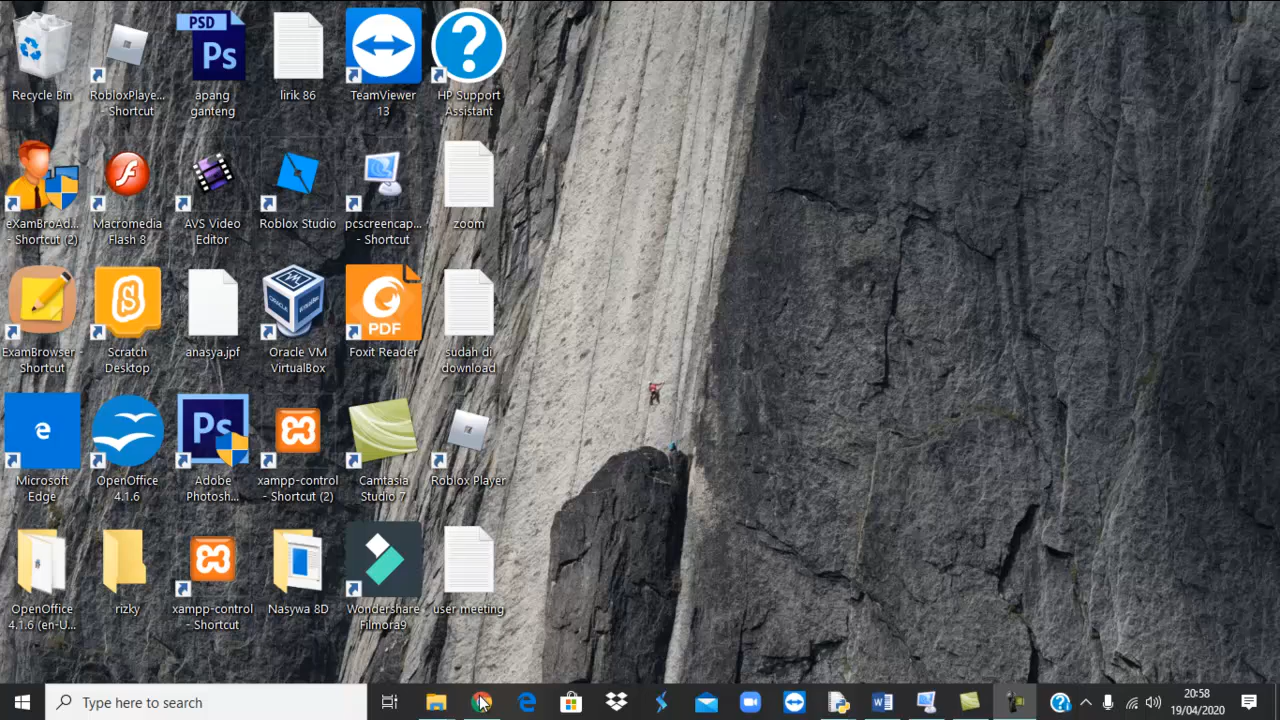 Recycle Bin
RobloxPlaye...
- Shortcut
PSD
Ps
apang
ganteng
lirik 86
TeamViewer
13
?
HP Support
Assistant
eXamBroAd...
- Shortcut (2)
Macromedia
Flash 8
AVS Video
Editor
Roblox Studio
pcscreencap...
- Shortcut
zoom
ExamBrowser -
Shortcut
Scratch
Desktop
anasya.jpf
Oracle VM
VirtualBox
PDF
Foxit Reader
sudah di
download
Microsoft
Edge
OpenOffice
4.1.6
Ps
Adobe
Photosh...
xampp-control
- Shortcut (2)
Camtasia
Studio 7
Roblox Player
OpenOffice
4.1.6 (en-U...
rizky
xampp-control
- Shortcut
Nasywa 8D
Wondershare
Filmora9
user meeting
Type here to search
20:58
19/04/2020